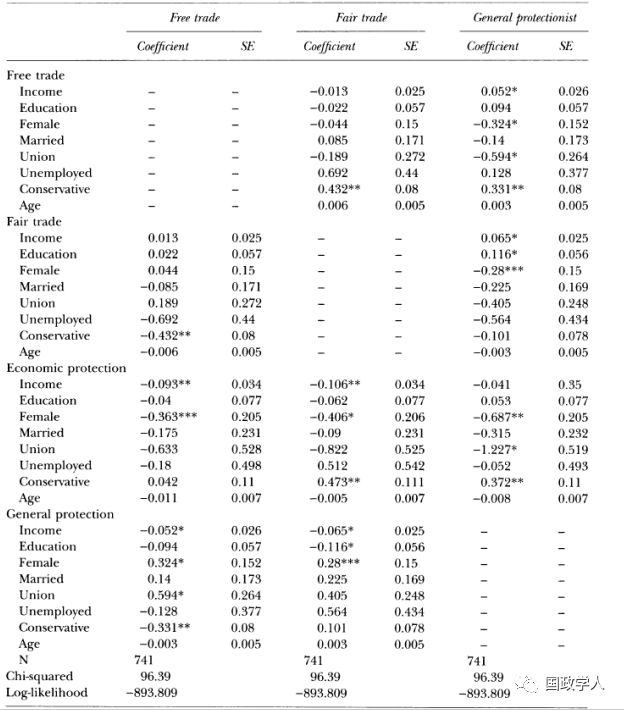 Free trade Fair trade General protectionist
Coefficient SE Coefficient SE Coefficient SE
Free trade
Income – – −0.013 0.025 0.052* 0.026
Education – – −0.022 0.057 0.094 0.057
Female – – −0.044 0.15 −0.324* 0.152
Married – – 0.085 0.171 −0.14 0.173
Union – – −0.189 0.272 −0.594* 0.264
Unemployed – – 0.692 0.44 0.128 0.377
Conservative – – 0.432** 0.08 0.331** 0.08
Age – – 0.006 0.005 0.003 0.005
Fair trade
Income 0.013 0.025 – – 0.065* 0.025
Education 0.022 0.057 – – 0.116* 0.056
Female 0.044 0.15 – – −0.28*** 0.15
Married −0.085 0.171 – – −0.225 0.169
Union 0.189 0.272 – – −0.405 0.248
Unemployed −0.692 0.44 – – −0.564 0.434
Conservative −0.432** 0.08 – – −0.101 0.078
Age −0.006 0.005 – – −0.003 0.005
Economic protection
Income −0.093** 0.034 −0.106** 0.034 −0.041 0.35
Education −0.04 0.077 −0.062 0.077 0.053 0.077
Female −0.363*** 0.205 −0.406* 0.206 −0.687** 0.205
Married −0.175 0.231 −0.09 0.231 −0.315 0.232
Union −0.633 0.528 −0.822 0.525 −1.227* 0.519
Unemployed −0.18 0.498 0.512 0.542 −0.052 0.493
Conservative 0.042 0.11 0.473** 0.111 0.372** 0.11
Age −0.011 0.007 −0.005 0.007 −0.008 0.007
General protection
Income −0.052* 0.026 −0.065* 0.025 – –
Education −0.094 0.057 −0.116* 0.056 – –
Female 0.324* 0.152 0.28*** 0.15 – –
Married 0.14 0.173 0.225 0.169 – –
Union 0.594* 0.264 0.405 0.248 – –
Unemployed −0.128 0.377 0.564 0.434 – –
Conservative −0.331** 0.08 0.101 0.078 – –
Age −0.003 0.005 0.003 0.005 – –
N 741 741 741
Chi-squared 96.39 96.39 96.39
Log-likelihood −893.809 −893.809 −893.809
国政学人